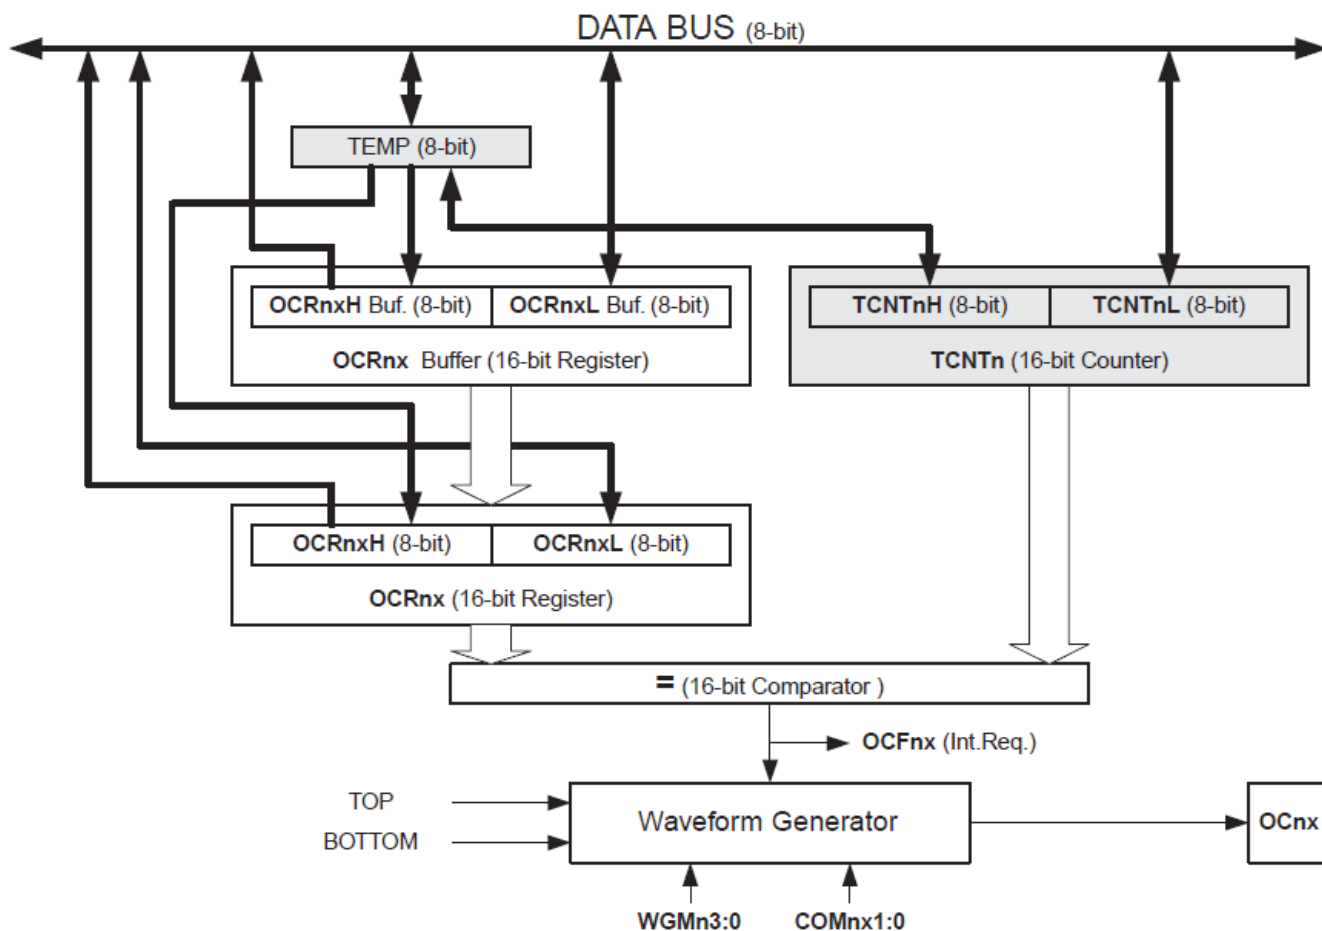 DATA BUS (8-bit)
TEMP (8-bit)
OCRnxH Buf. (8-bit)
OCRnxL Buf. (8-bit)
TCNTnH (8-bit)
TCNTnL (8-bit)
OCRnx Buffer (16-bit Register)
TCNTn (16-bit Counter)
OCRnxH (8-bit)
OCRnxL (8-bit)
OCRnx (16-bit Register)
= (16-bit Comparator )
OCFnx (Int.Req.)
TOP
BOTTOM
Waveform Generator
OCnx
WGMn3:0
COMnx1:0